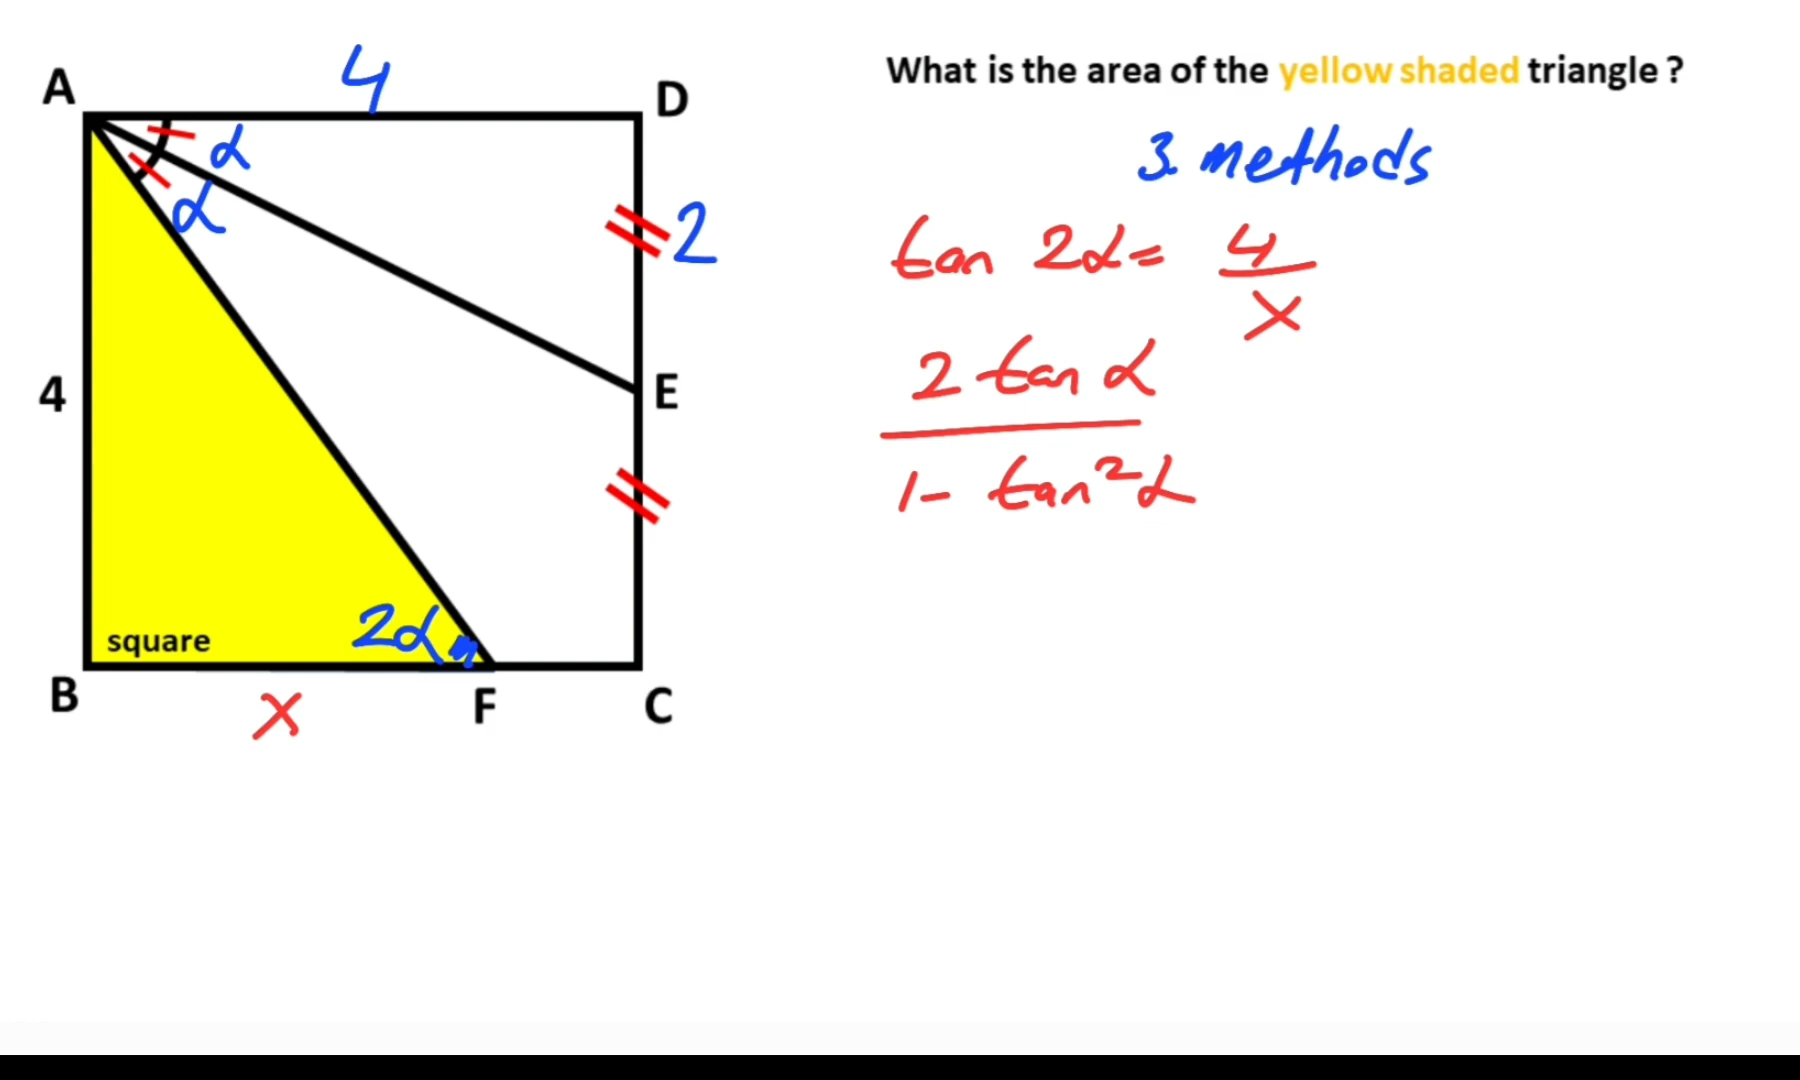 4
A
D
What is the area of the yellow shaded triangle ?
3 methods
α
α
2
tan 2α = 4/x
4
E
2 tan α
1 - tan²α
square
2α
B
x
F
C